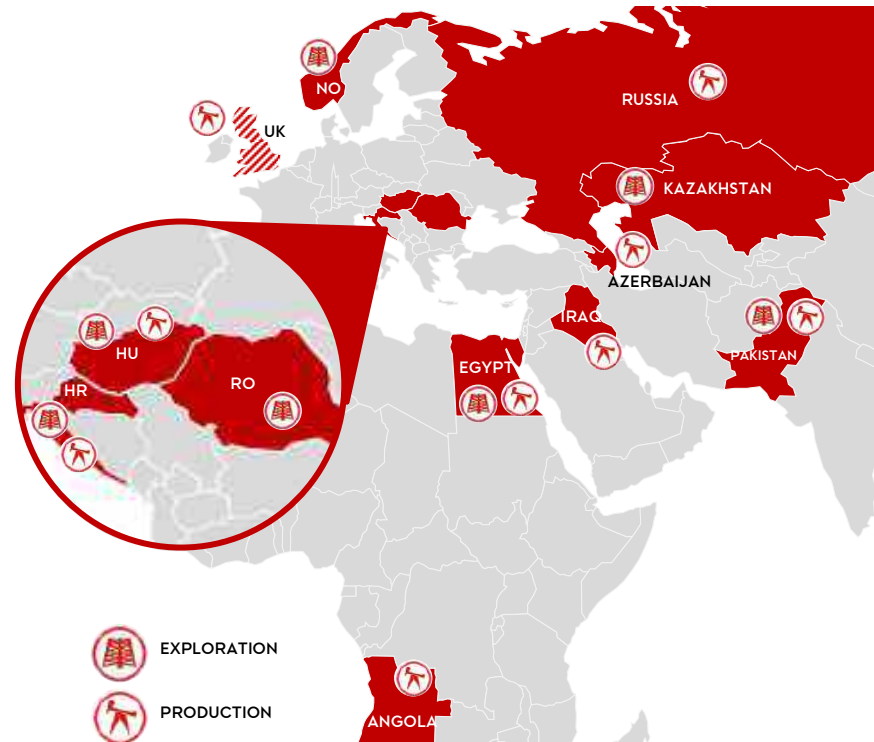 NO
RUSSIA
UK
KAZAKHSTAN
AZERBAIJAN
IRAQ
HU
PAKISTAN
EGYPT
HR
RO
EXPLORATION
PRODUCTION
ANGOLA